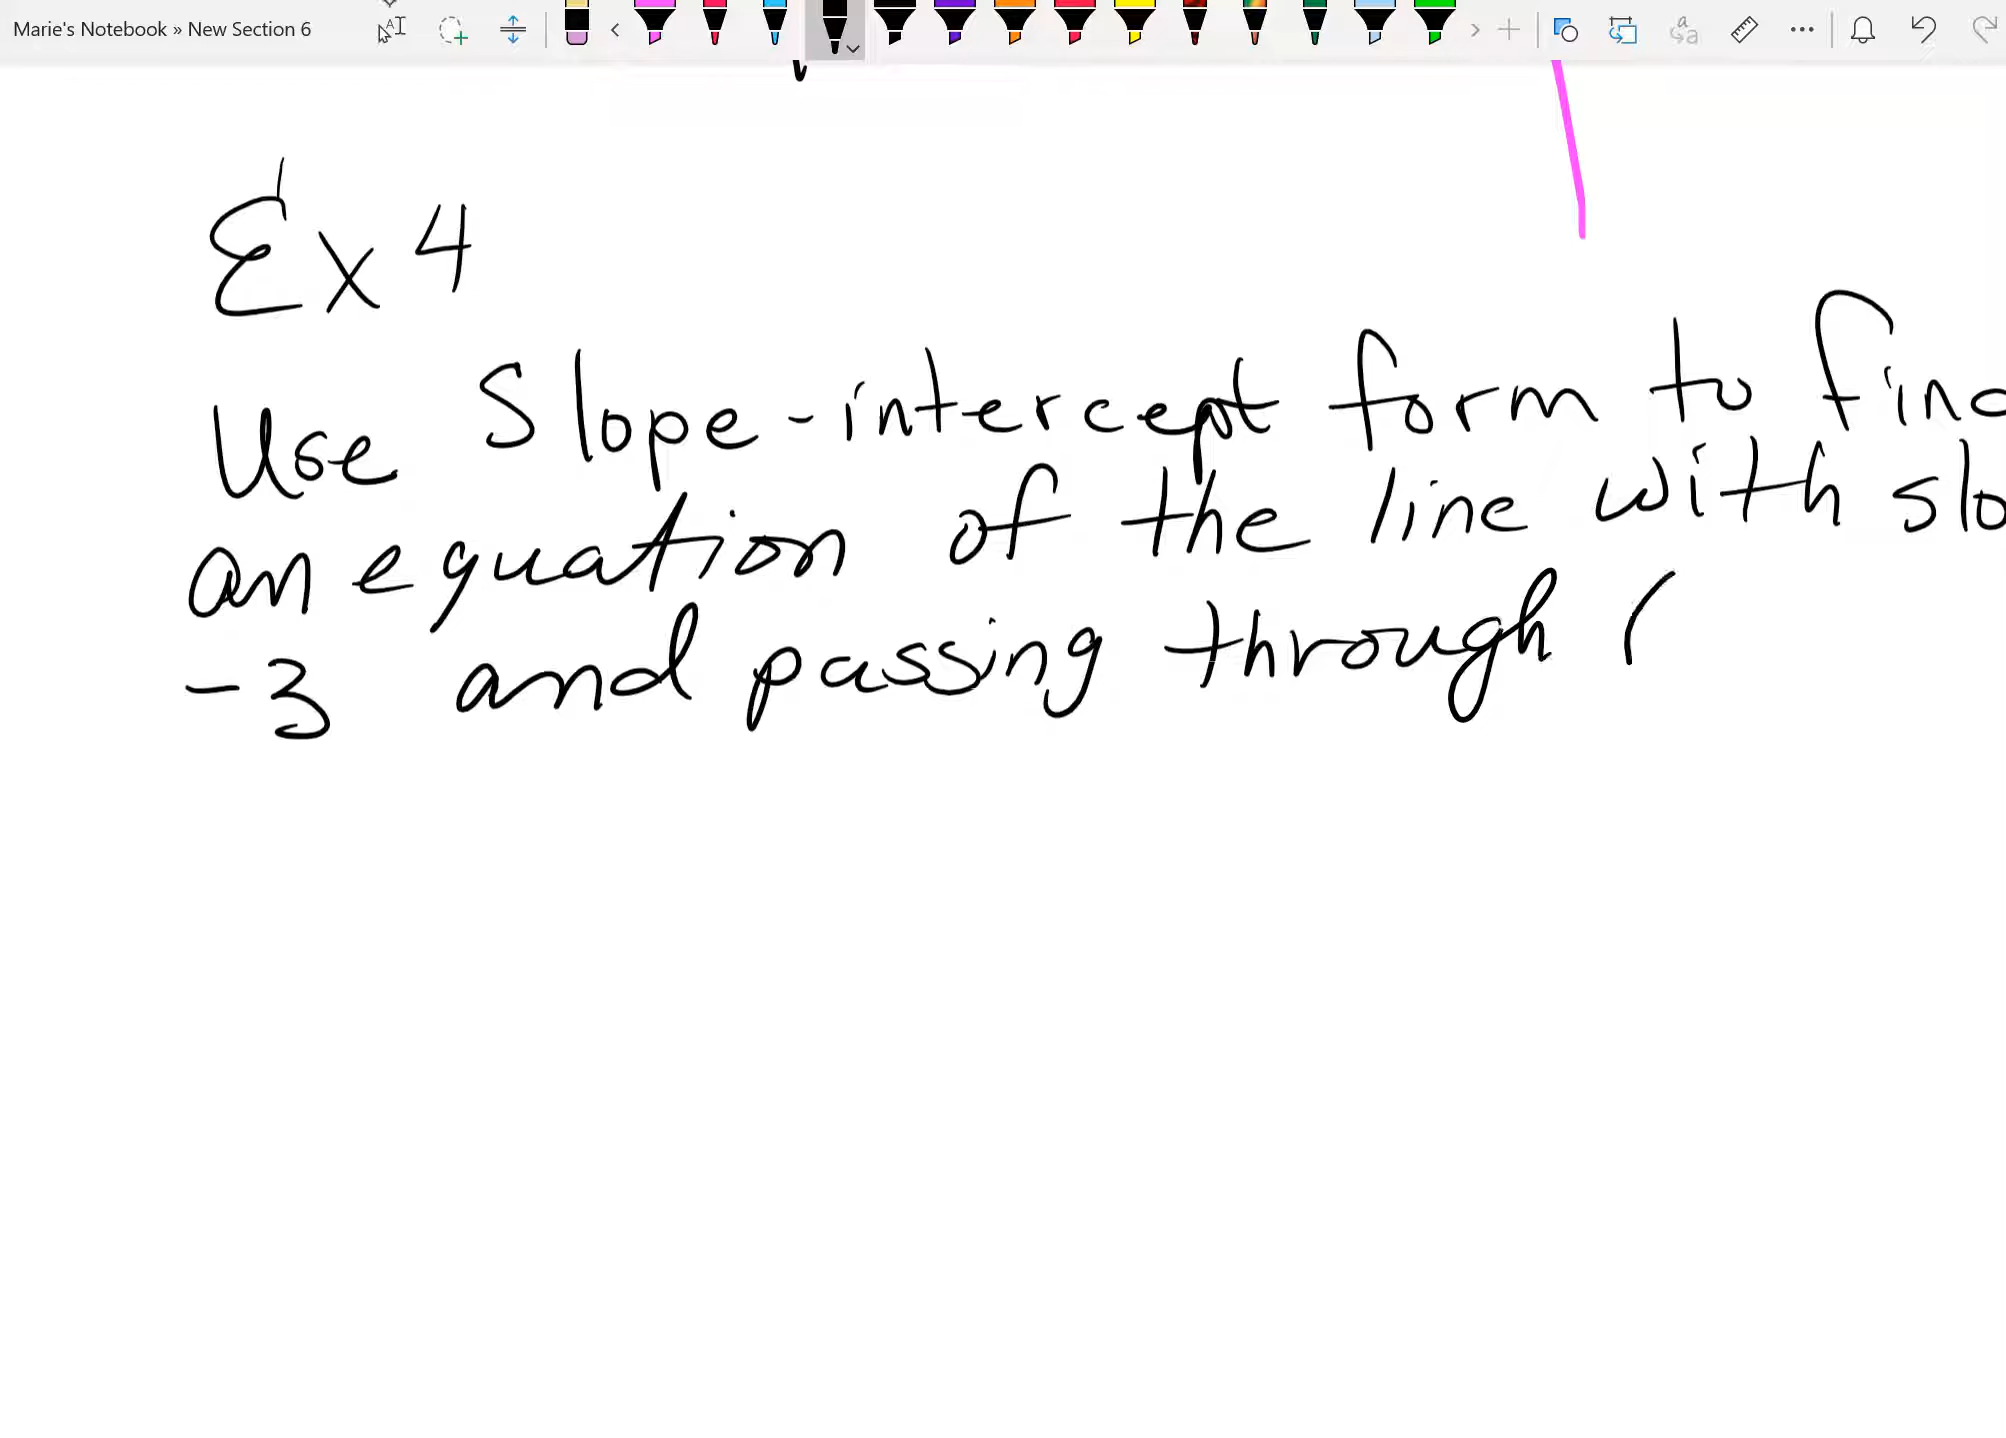 Marie's Notebook » New Section 6
Ex 4
Use Slope-intercept form to find
an equation of the line with slo
-3 and passing through (